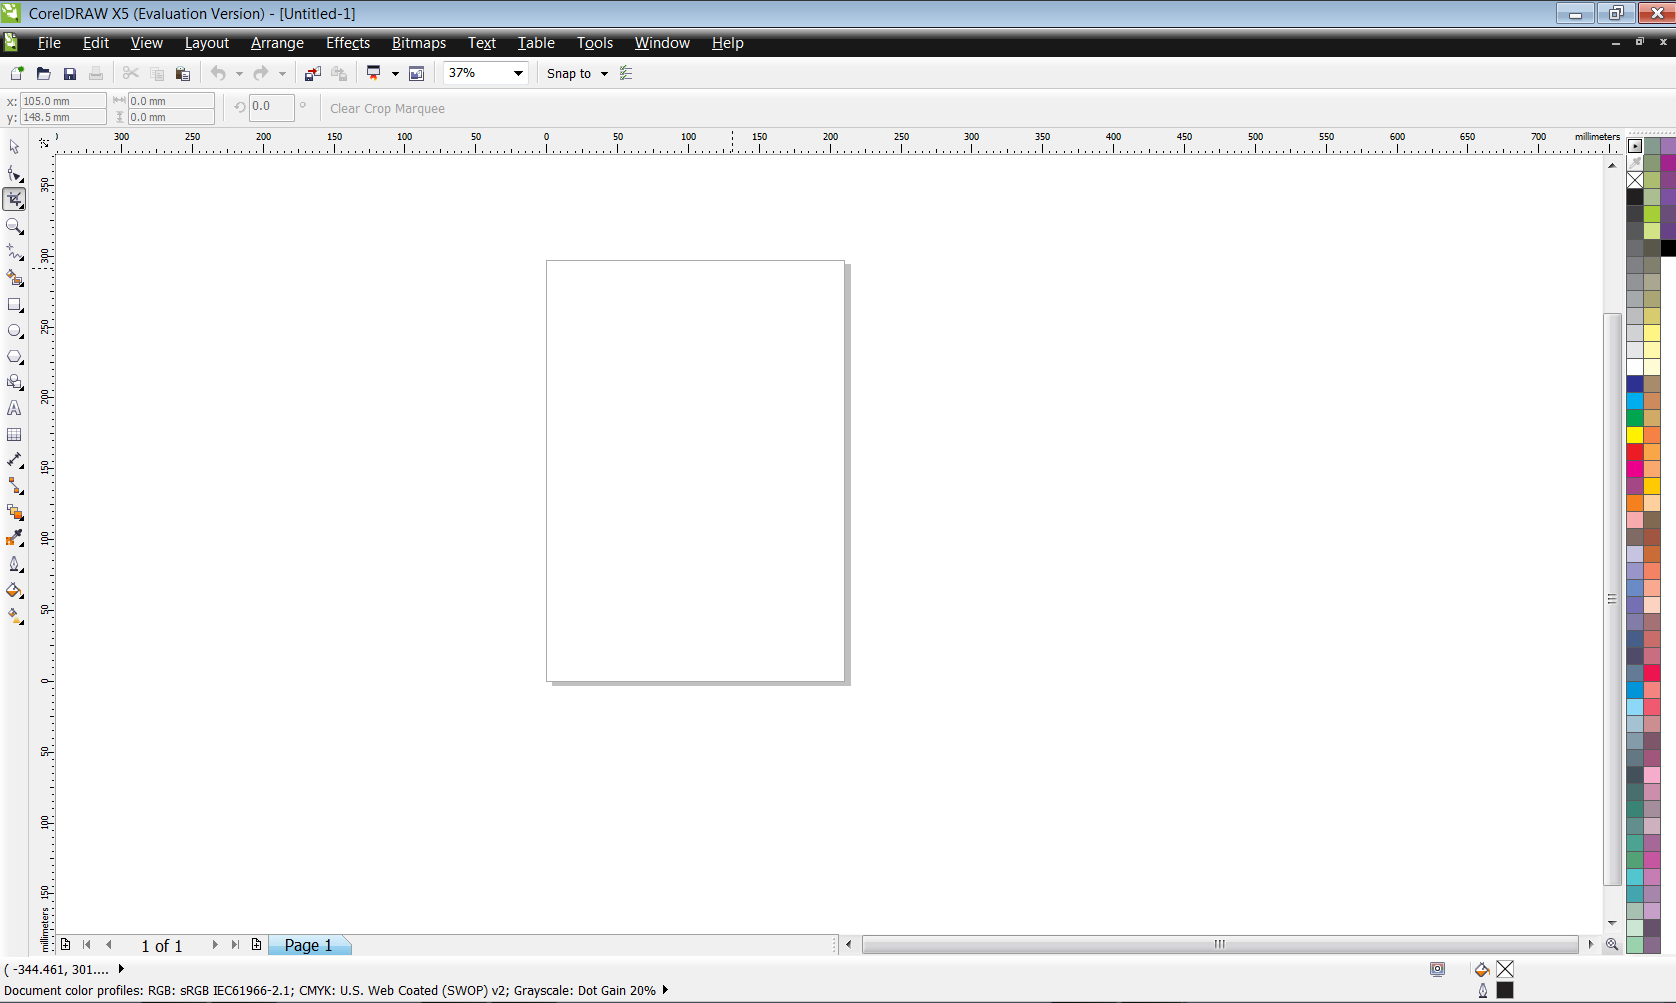 CorelDRAW X5 (Evaluation Version) - [Untitled-1]
File Edit View Layout Arrange Effects Bitmaps Text Table Tools Window Help
37% Snap to
x: 105.0 mm 0.0 mm 0.0 ° Clear Crop Marquee
y: 148.5 mm 0.0 mm
300 250 200 150 100 50 0 50 100 150 200 250 300 350 400 450 500 550 600 650 700 millimeters
350
300
250
200
150
100
50
0
50
100
150
millimeters
1 of 1 Page 1
( -344.461, 301....
Document color profiles: RGB: sRGB IEC61966-2.1; CMYK: U.S. Web Coated (SWOP) v2; Grayscale: Dot Gain 20%